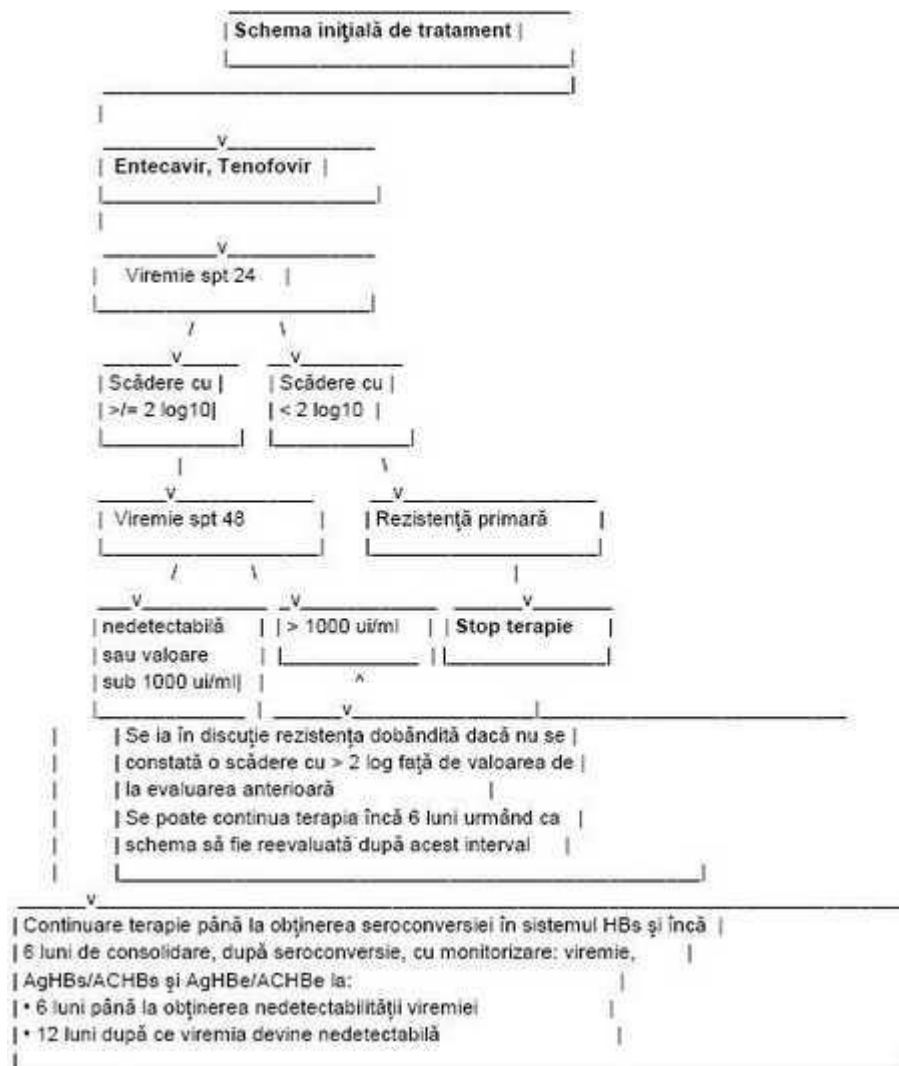 Schema iniţială de tratament
Entecavir, Tenofovir
Viremie spt 24
Scădere cu
>/= 2 log10
Scădere cu
< 2 log10
Viremie spt 48
Rezistenţă primară
nedetectabilă
sau valoare
sub 1000 ui/ml
> 1000 ui/ml
Stop terapie
Se ia în discuţie rezistenţa dobândită dacă nu se
constată o scădere cu > 2 log faţă de valoarea de
la evaluarea anterioară
Se poate continua terapia încă 6 luni urmând ca
schema să fie reevaluată după acest interval
Continuare terapie până la obţinerea seroconversiei în sistemul HBs şi încă
6 luni de consolidare, după seroconversie, cu monitorizare: viremie,
AgHBs/ACHBs şi AgHBe/ACHBe la:
• 6 luni până la obţinerea nedetectabilităţii viremiei
• 12 luni după ce viremia devine nedetectabilă